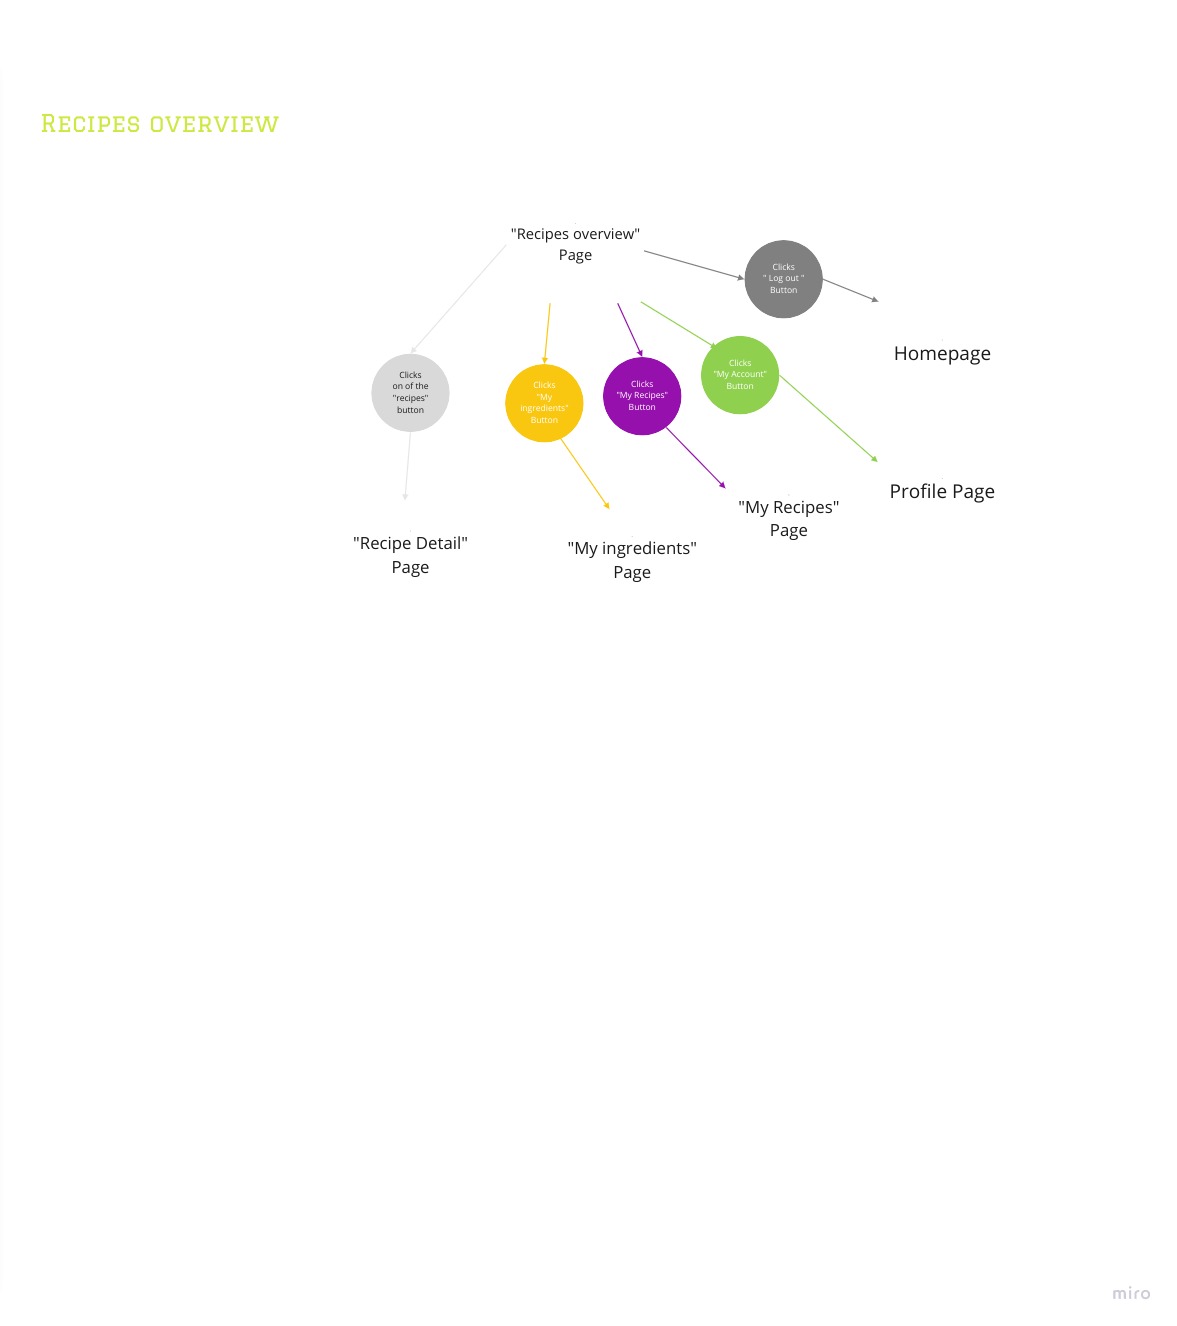 Recipes overview
"Recipes overview"
Page
Clicks
" Log out "
Button
Homepage
Clicks
on of the
"recipes"
button
Clicks
"My
ingredients"
Button
Clicks
"My Recipes"
Button
Clicks
"My Account"
Button
Profile Page
"My Recipes"
Page
"Recipe Detail"
Page
"My ingredients"
Page
miro